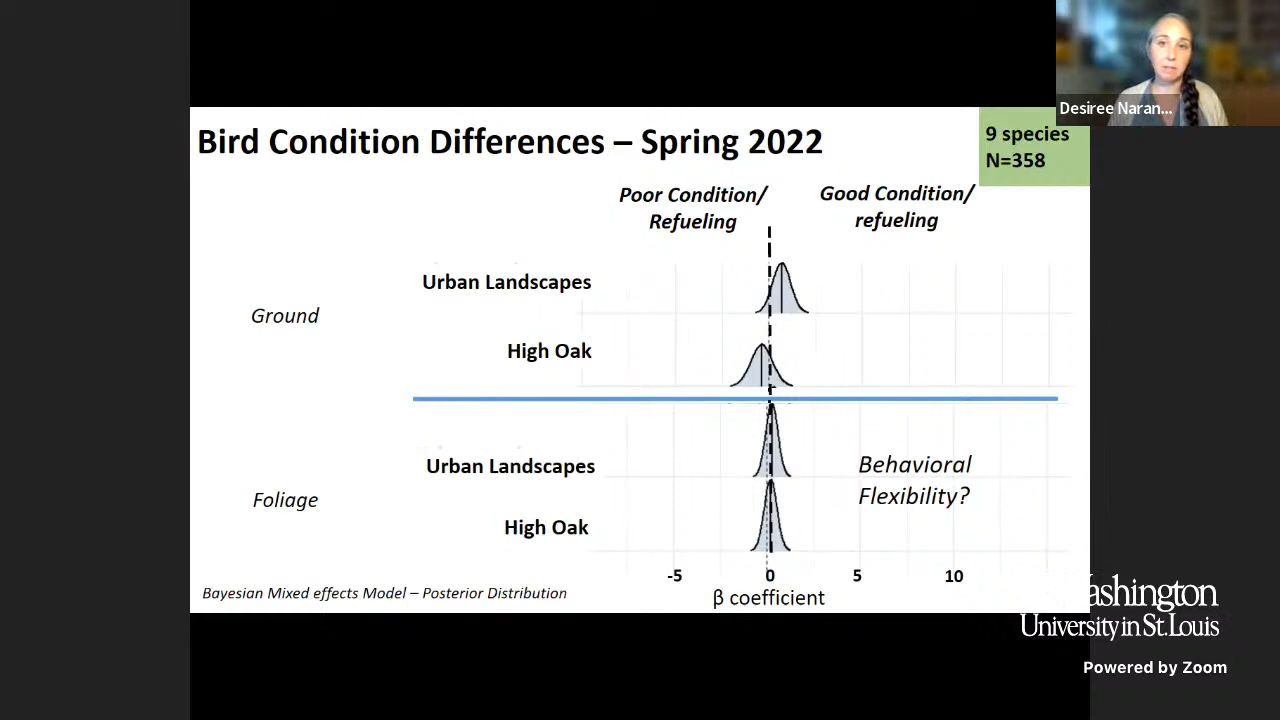 Desiree Naran...
Bird Condition Differences – Spring 2022
9 species
N=358
Poor Condition/
Refueling
Good Condition/
refueling
Urban Landscapes
Ground
High Oak
Urban Landscapes
Foliage
High Oak
Behavioral
Flexibility?
-5 0 5 10
β coefficient
Bayesian Mixed effects Model – Posterior Distribution
Washington
University in St. Louis
Powered by Zoom